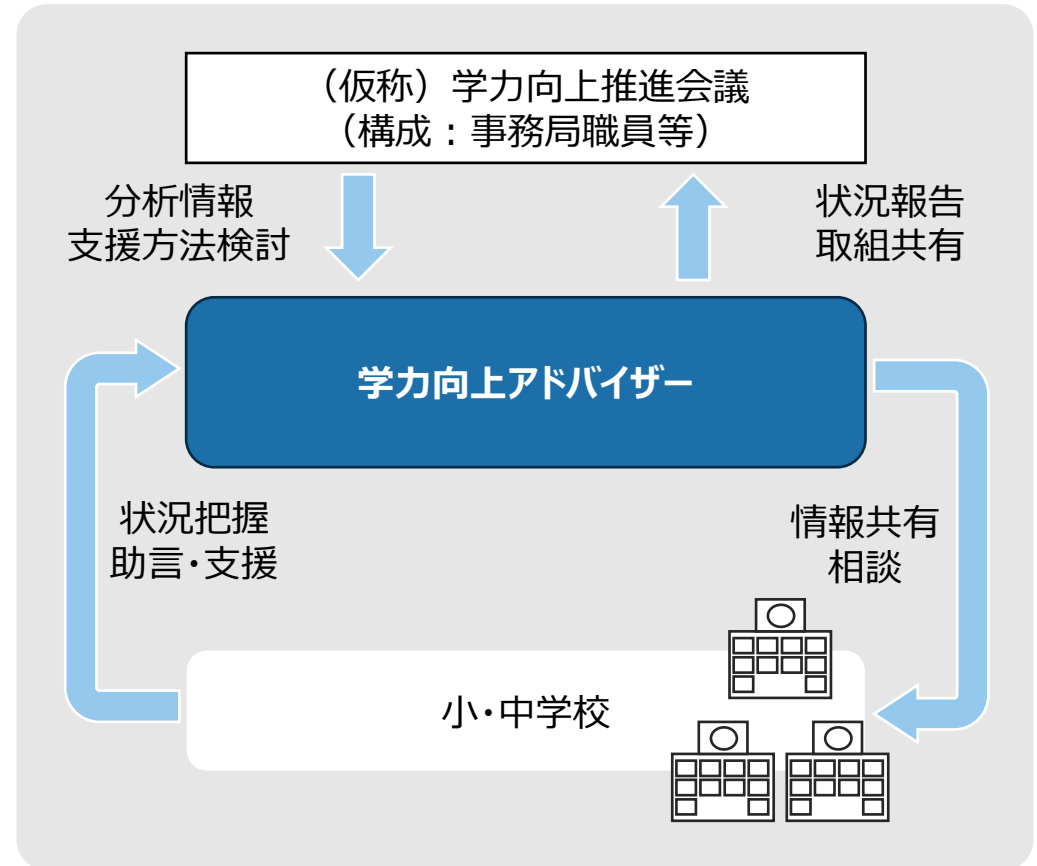 （仮称）学力向上推進会議
（構成：事務局職員等）
分析情報
支援方法検討
状況報告
取組共有
学力向上アドバイザー
状況把握
助言・支援
情報共有
相談
小・中学校